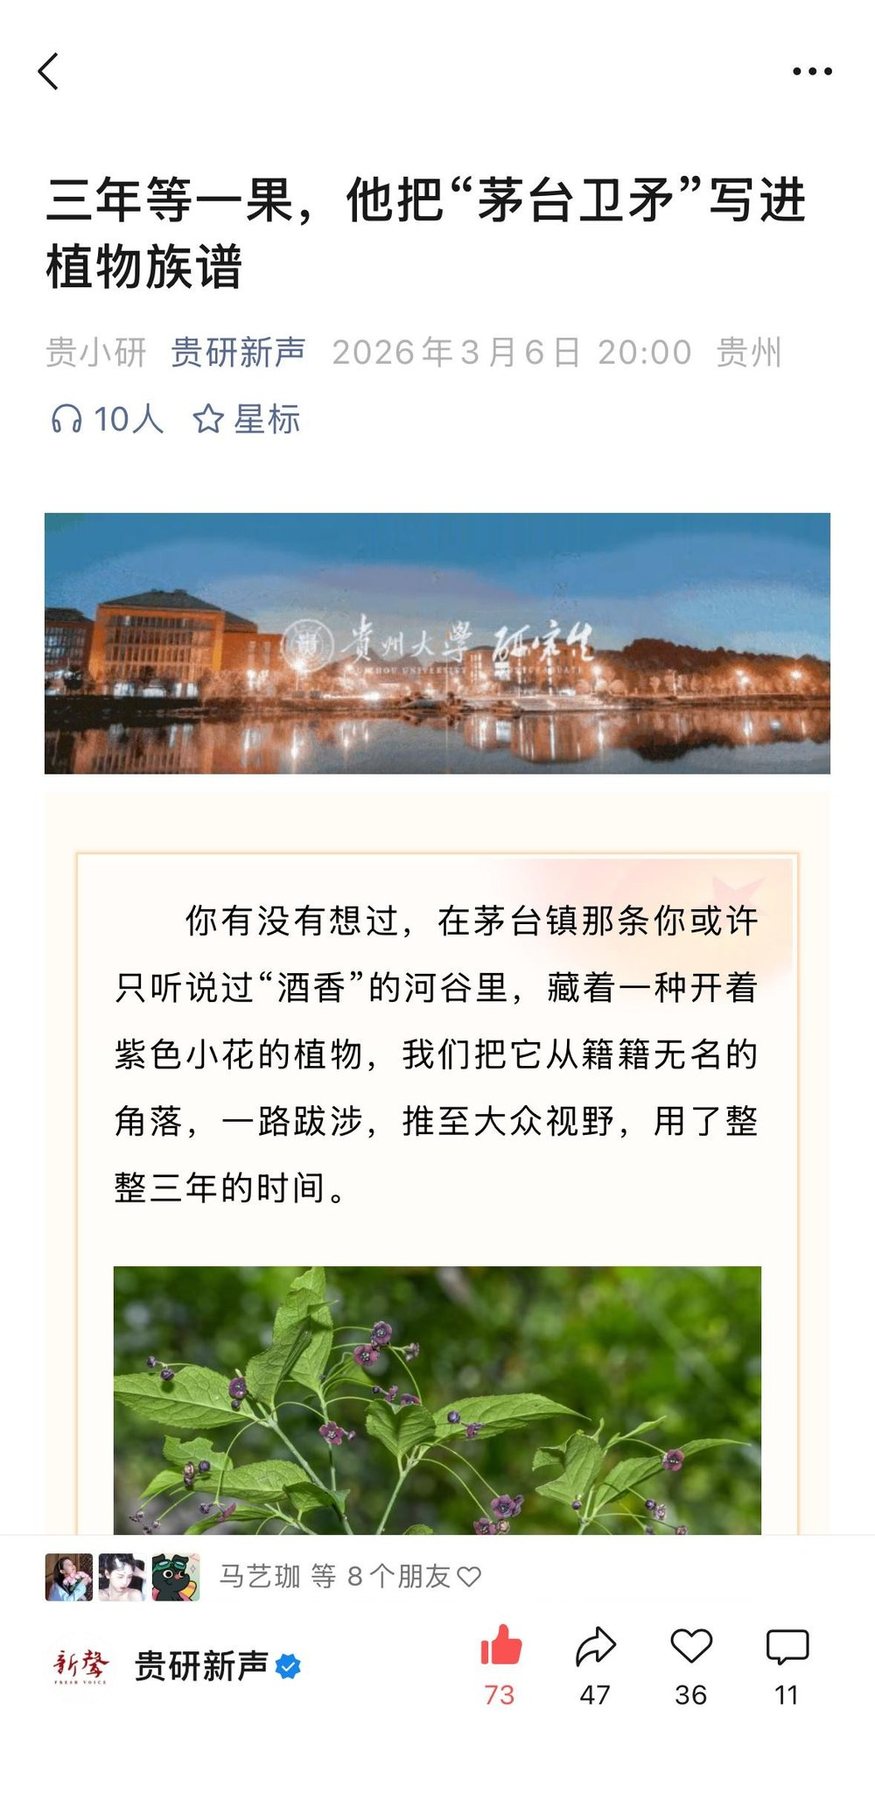 三年等一果，他把“茅台卫矛”写进
植物族谱
贵小研 贵研新声 2026年3月6日 20:00 贵州
10人 星标
贵州大学 研究生
你有没有想过，在茅台镇那条你或许
只听说过“酒香”的河谷里，藏着一种开着
紫色小花的植物，我们把它从籍籍无名的
角落，一路跋涉，推至大众视野，用了整
整三年的时间。
马艺珈 等 8个朋友♡
新聲
FRESH VOICE
贵研新声
73 47 36 11